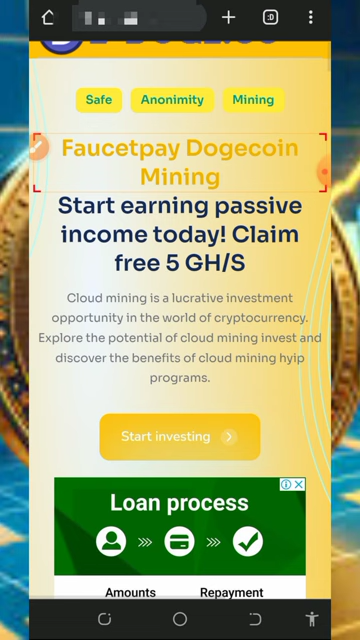 Safe Anonimity Mining
Faucetpay Dogecoin
Mining
Start earning passive
income today! Claim
free 5 GH/S
Cloud mining is a lucrative investment
opportunity in the world of cryptocurrency.
Explore the potential of cloud mining invest and
discover the benefits of cloud mining hyip
programs.
Start investing
Loan process
Amounts Repayment